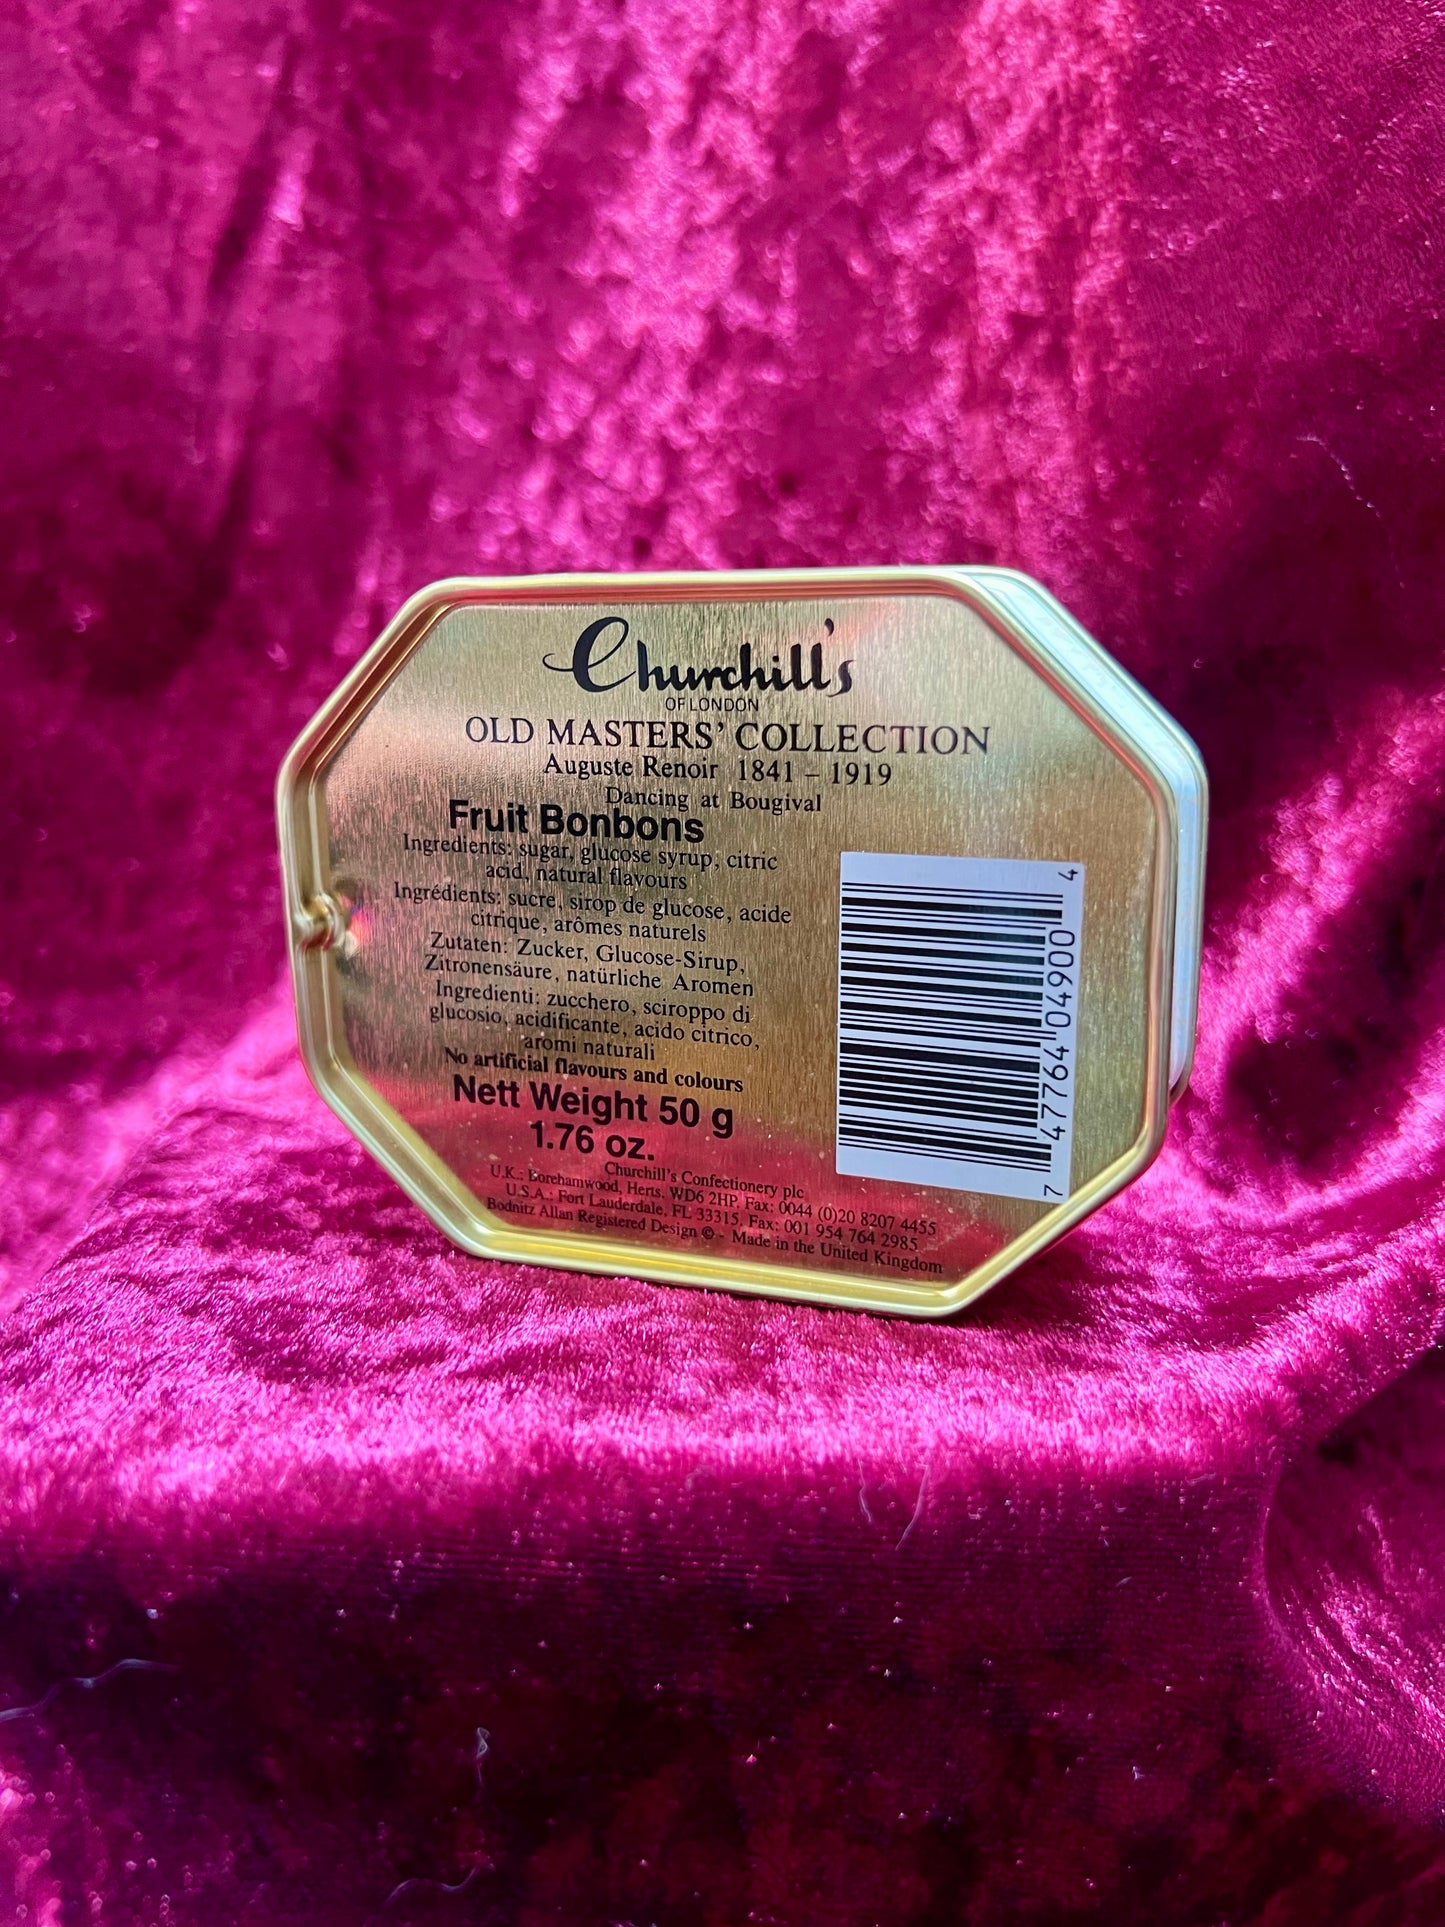 Churchill's
OF LONDON
OLD MASTERS' COLLECTION
Auguste Renoir 1841 – 1919
Dancing at Bougival
Fruit Bonbons
Ingredients: sugar, glucose syrup, citric
acid, natural flavours
Ingrédients: sucre, sirop de glucose, acide
citrique, arômes naturels
Zutaten: Zucker, Glucose-Sirup,
Zitronensäure, natürliche Aromen
Ingredienti: zucchero, sciroppo di
glucosio, acidificante, acido citrico,
aromi naturali
No artificial flavours and colours
Nett Weight 50 g
1.76 oz.
Churchill's Confectionery plc
U.K.: Borehamwood, Herts. WD6 2HP. Fax: 0044 (0)20 8207 4455
U.S.A.: Fort Lauderdale, FL 33315. Fax: 001 954 764 2985
Bodnitz Allan Registered Design © - Made in the United Kingdom
7 47794 04900 4